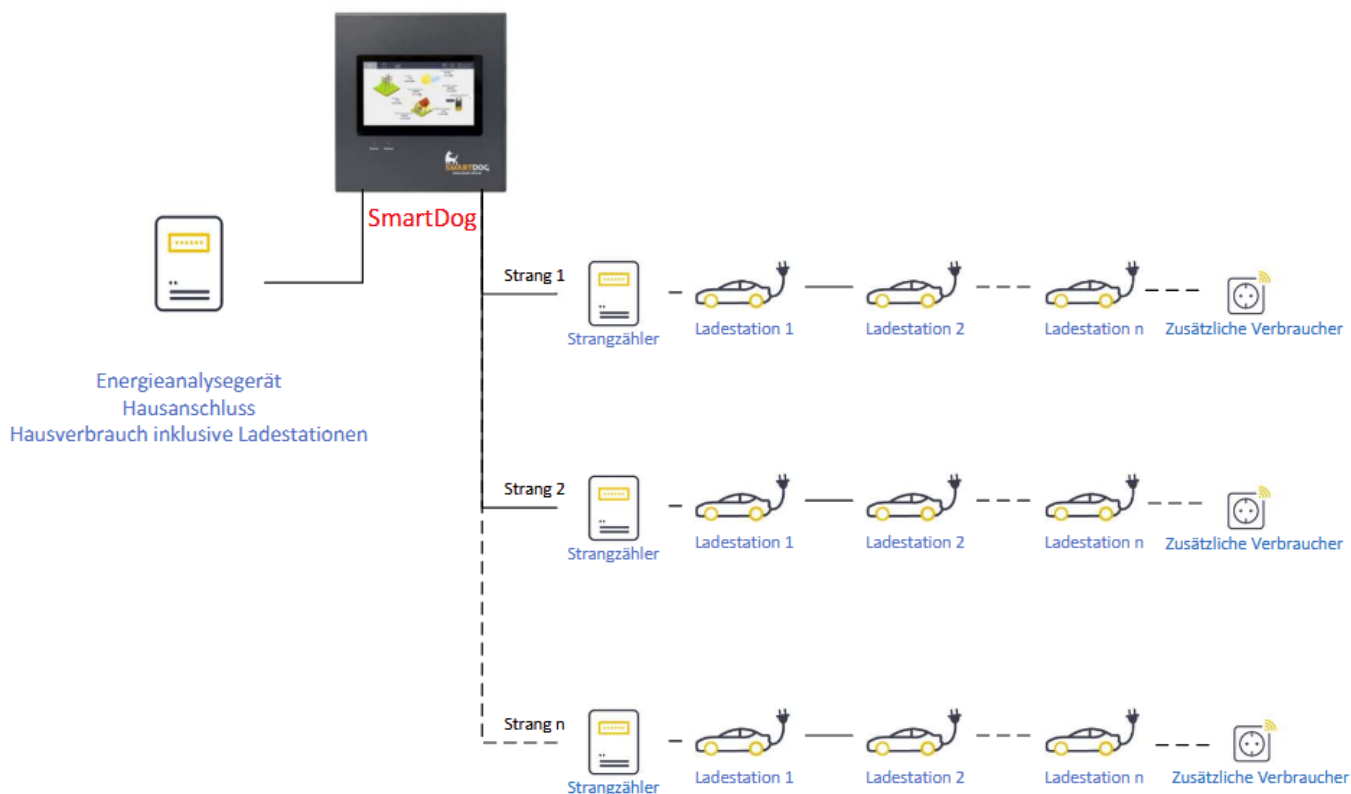 SMARTDOG
SmartDog
Energieanalysegerät
Hausanschluss
Hausverbrauch inklusive Ladestationen
Strang 1
Strangzähler
Ladestation 1
Ladestation 2
Ladestation n
Zusätzliche Verbraucher
Strang 2
Strangzähler
Ladestation 1
Ladestation 2
Ladestation n
Zusätzliche Verbraucher
Strang n
Strangzähler
Ladestation 1
Ladestation 2
Ladestation n
Zusätzliche Verbraucher